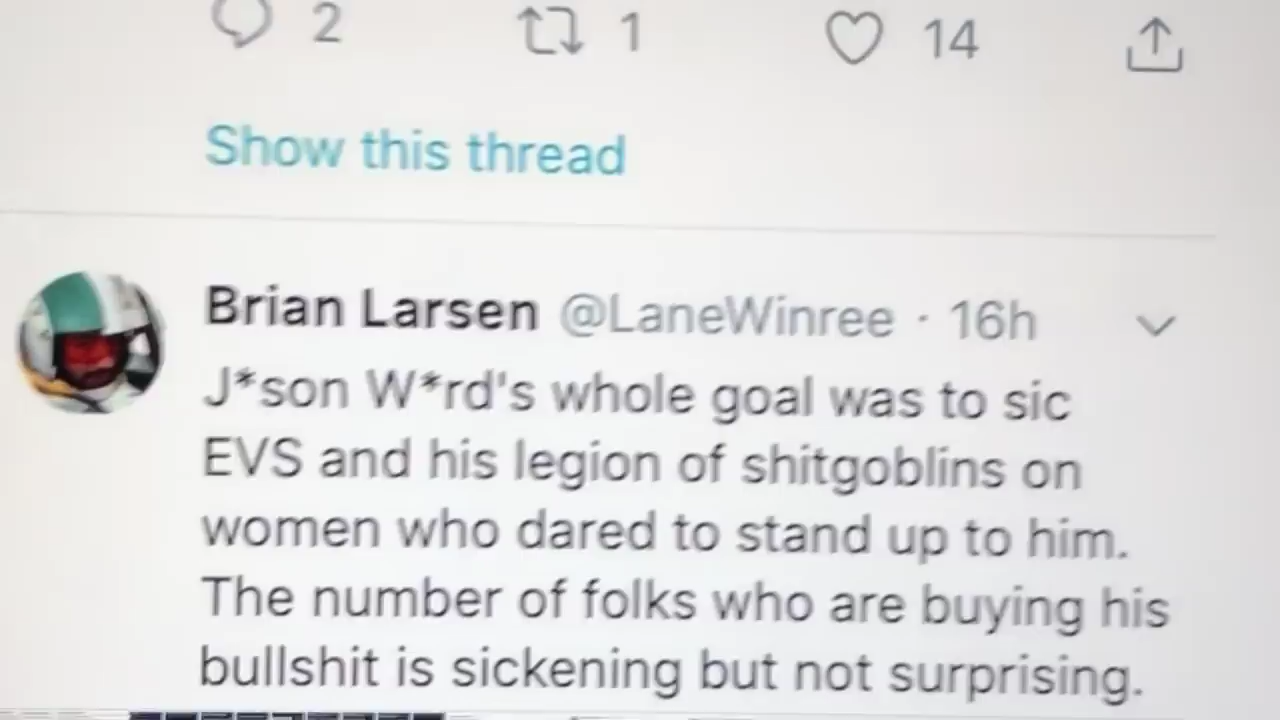 2 1 14
Show this thread
Brian Larsen @LaneWinree · 16h
J*son W*rd's whole goal was to sic
EVS and his legion of shitgoblins on
women who dared to stand up to him.
The number of folks who are buying his
bullshit is sickening but not surprising.